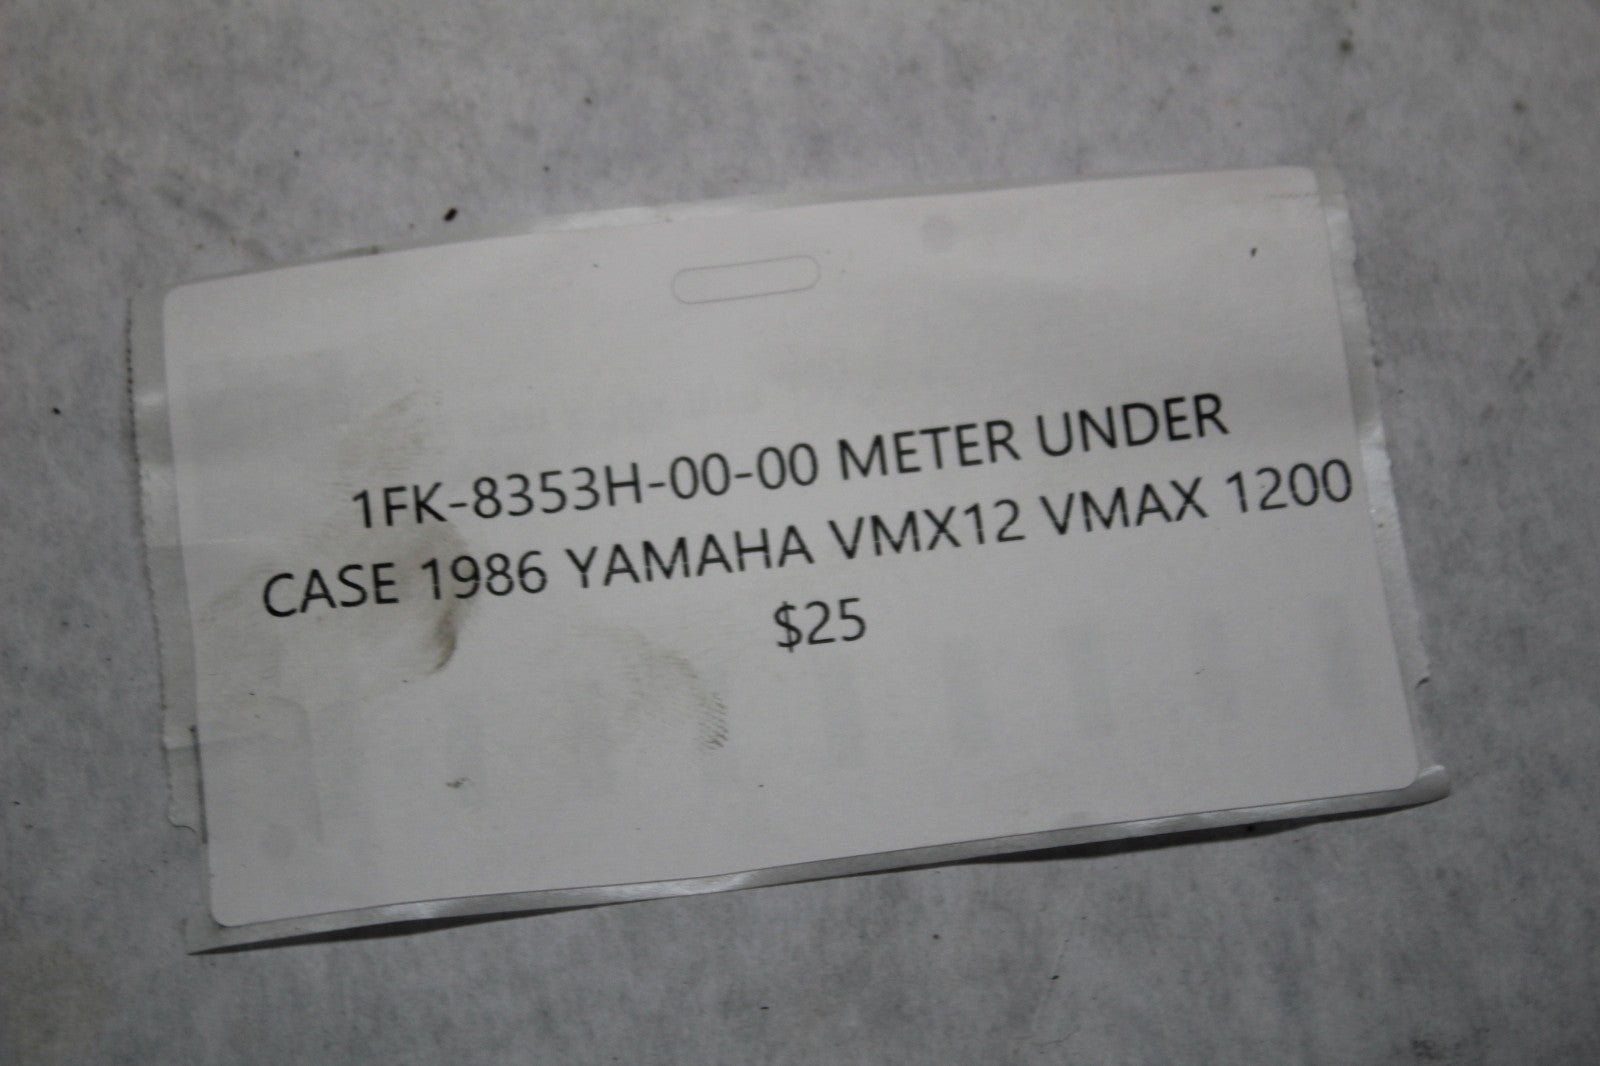 1FK-8353H-00-00 METER UNDER
CASE 1986 YAMAHA VMX12 VMAX 1200
$25